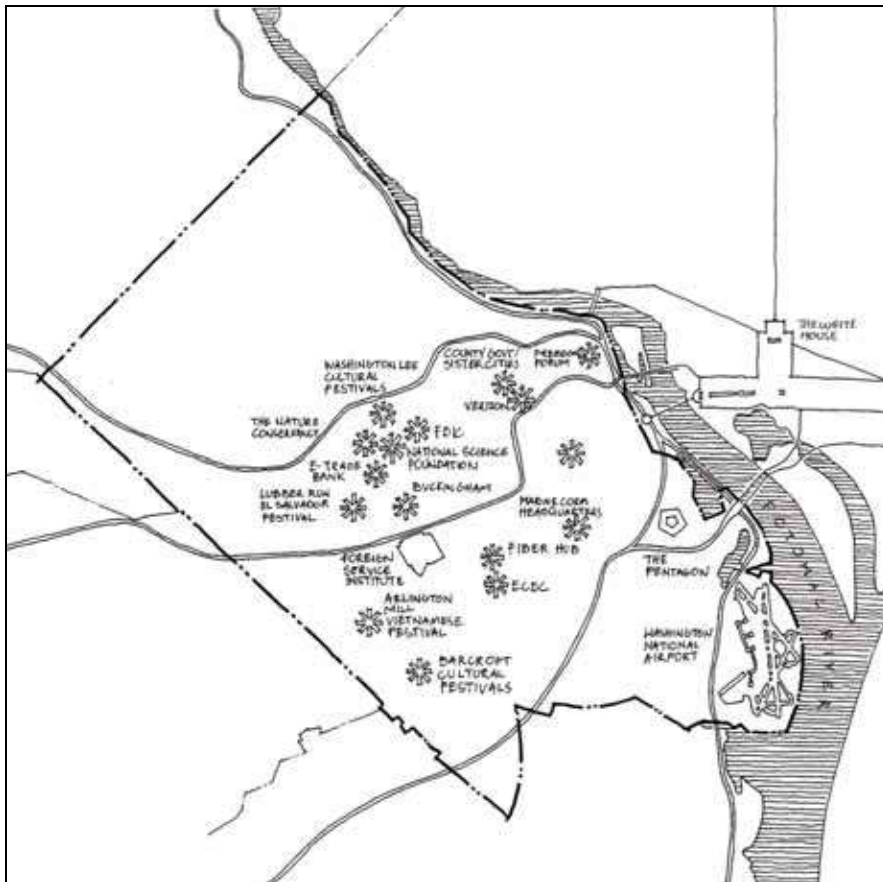 THE WHITE
HOUSE
COUNTY GOVT/
SISTER CITIES
FREEDOM
FORUM
WASHINGTON LEE
CULTURAL
FESTIVALS
VERIZON
THE NATURE
CONSERVANCY
FDIC
NATIONAL SCIENCE
FOUNDATION
E-TRADE
BANK
BUCKINGHAM
LUBBER RUN
EL SALVADOR
FESTIVAL
MARINE CORM
HEADQUARTERS
FOREIGN
SERVICE
INSTITUTE
FIBER HUB
THE
PENTAGON
ECDC
ARLINGTON
MILL
VIETNAMESE
FESTIVAL
WASHINGTON
NATIONAL
AIRPORT
BARCROFT
CULTURAL
FESTIVALS
POTOMAC RIVER